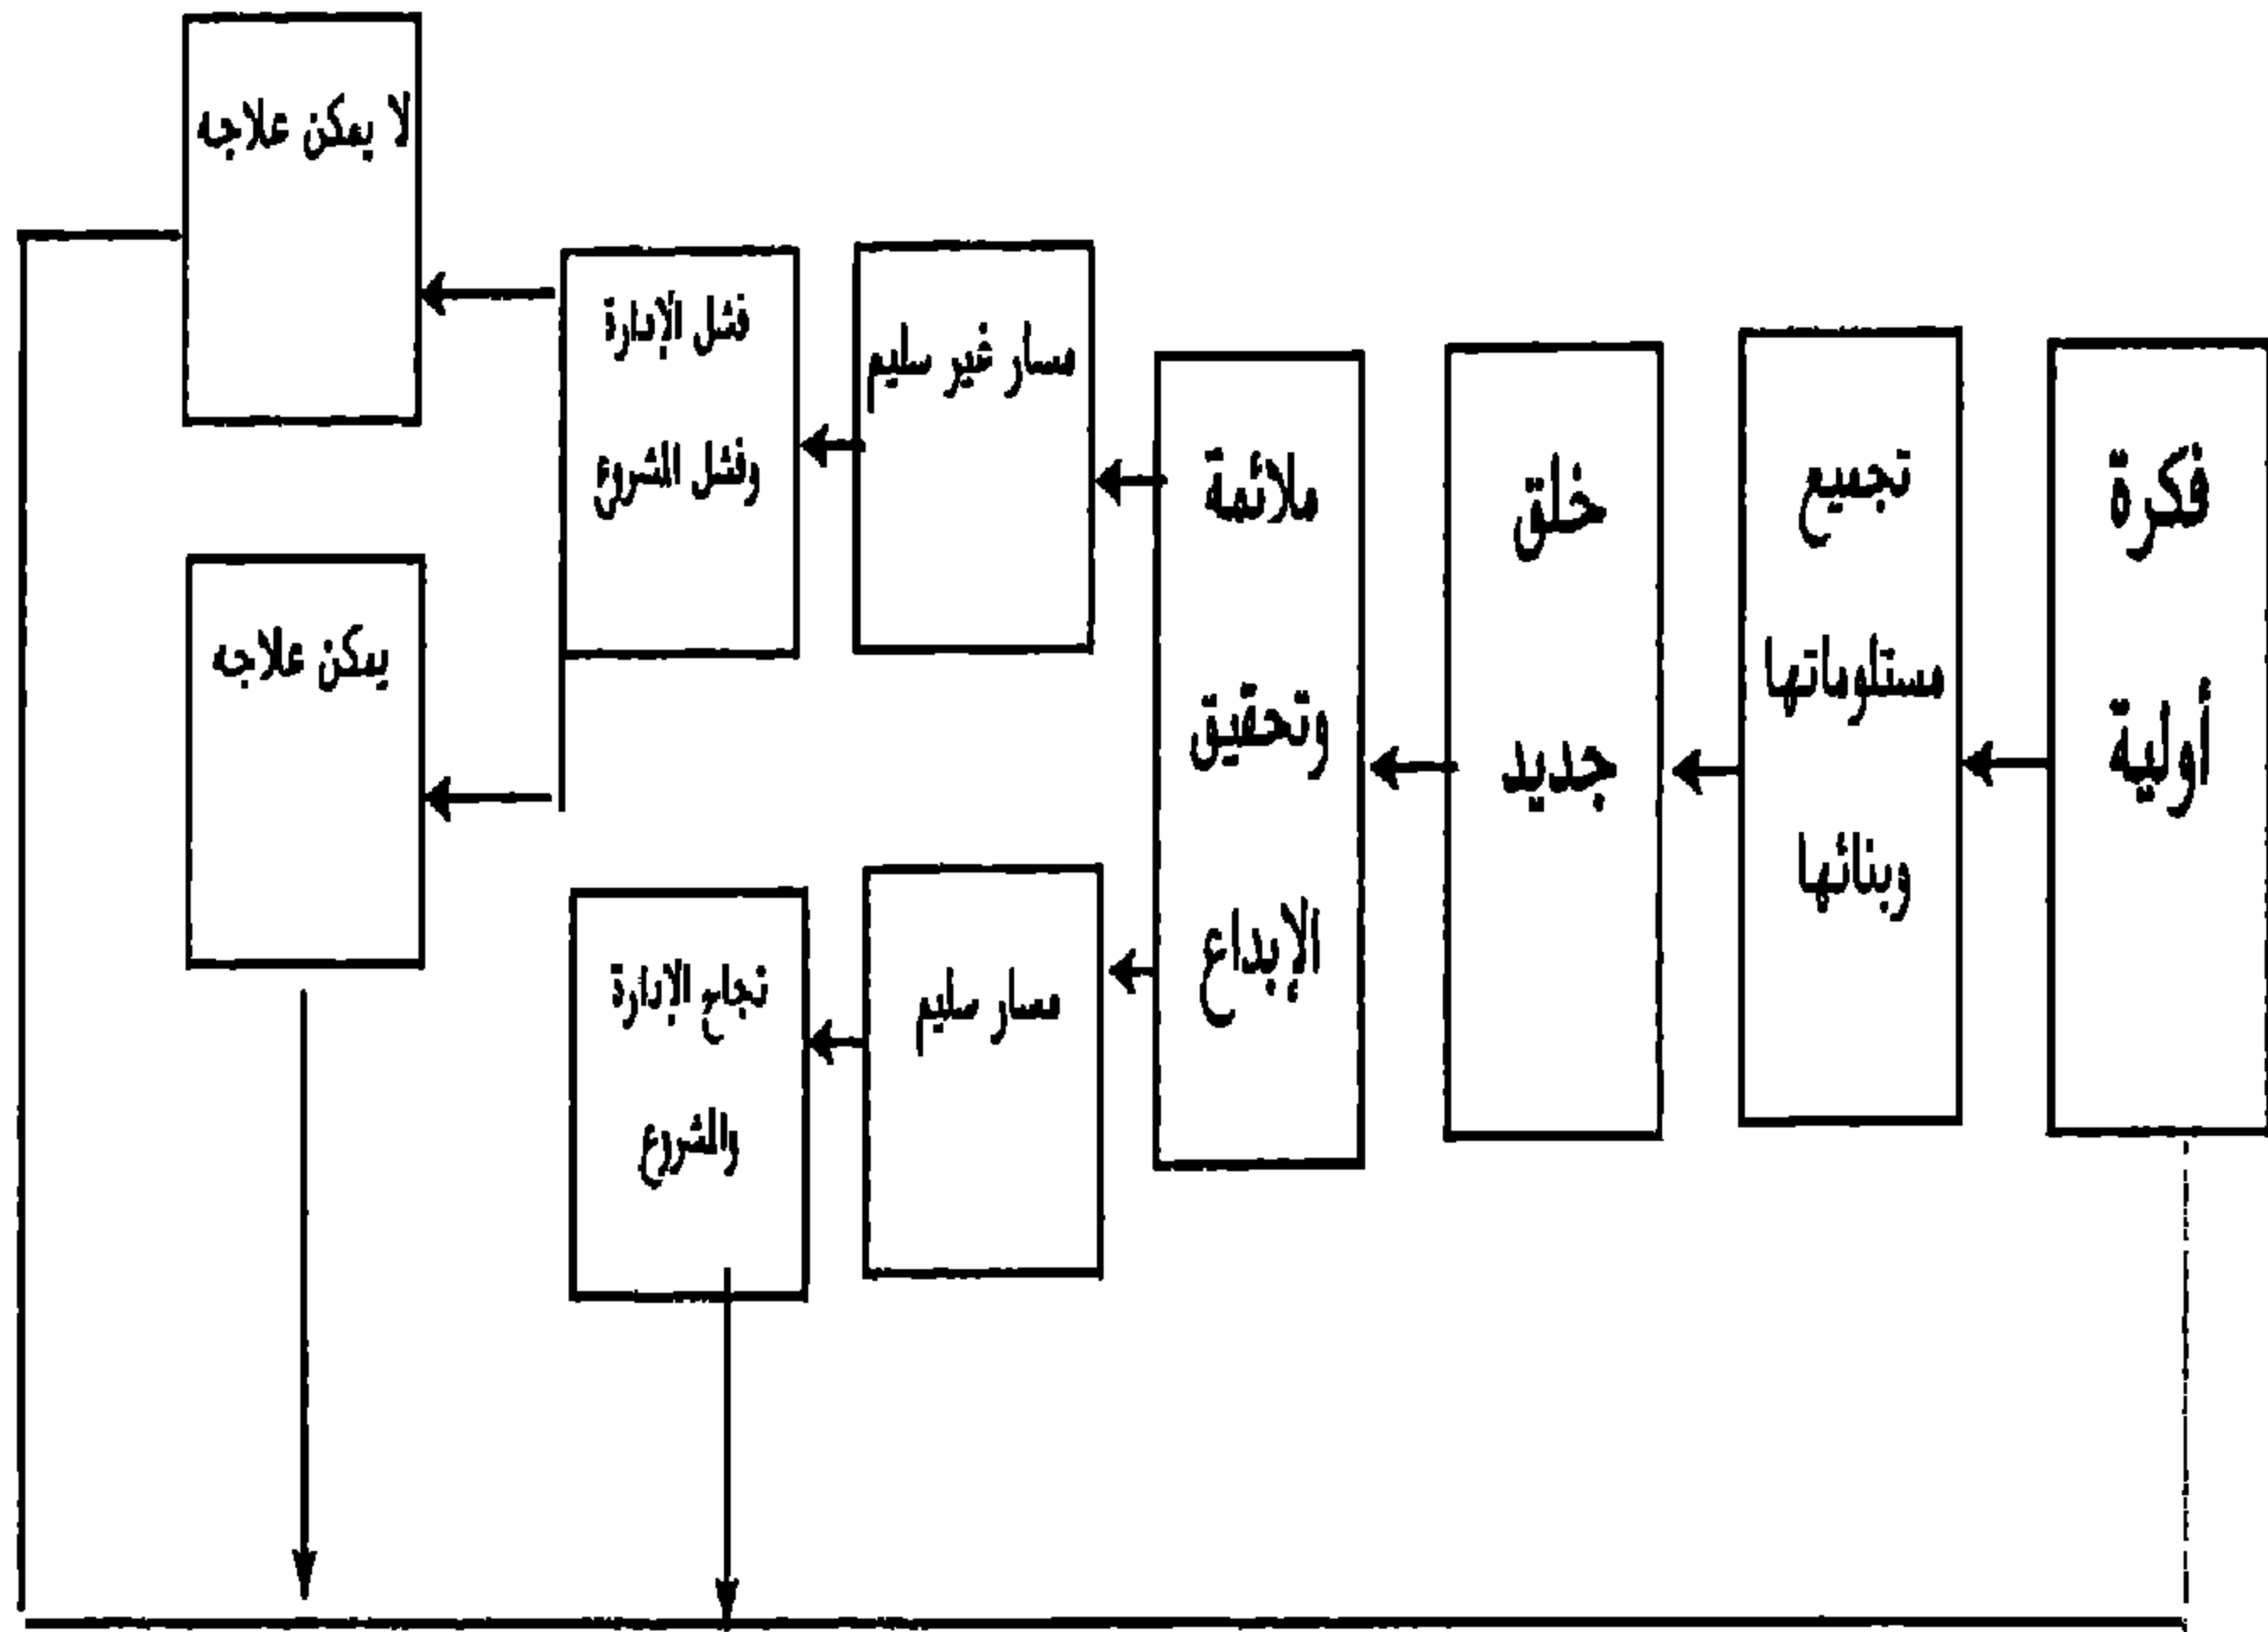 فكرة
أولية
تجميع
مستلوماتها
وبنائها
خلق
جديد
ملائمة
وتحقيق
الإبداع
مسار غير سليم
فشل الإدارة
وفشل المشروع
لا يمكن علاجه
يمكن علاجه
مسار سليم
نجاح الإدارة
والمشروع